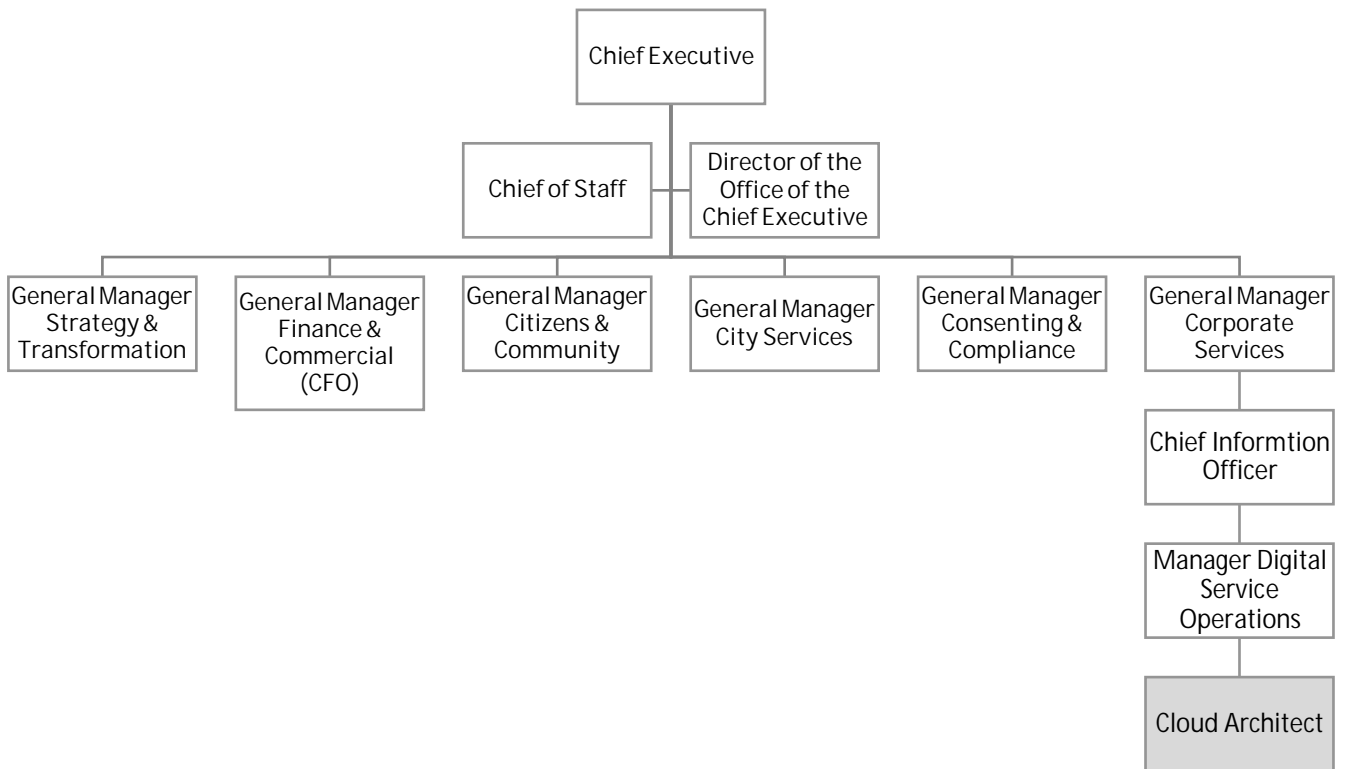 Chief Executive
Chief of Staff
Director of the
Office of the
Chief Executive
General Manager
Strategy &
Transformation
General Manager
Finance &
Commercial
(CFO)
General Manager
Citizens &
Community
General Manager
City Services
General Manager
Consenting &
Compliance
General Manager
Corporate
Services
Chief Informtion
Officer
Manager Digital
Service
Operations
Cloud Architect